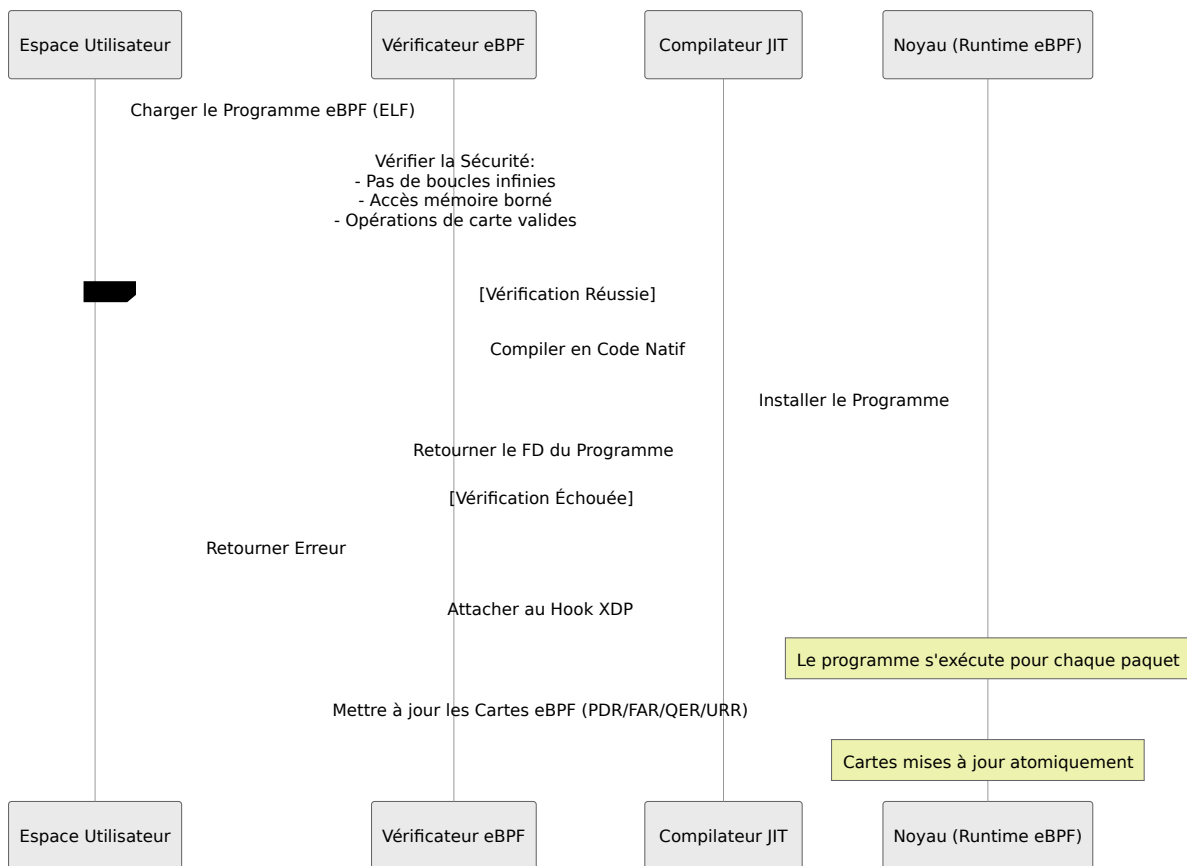 Espace Utilisateur
Vérificateur eBPF
Compilateur JIT
Noyau (Runtime eBPF)
Charger le Programme eBPF (ELF)
Vérifier la Sécurité:
- Pas de boucles infinies
- Accès mémoire borné
- Opérations de carte valides
[Vérification Réussie]
Compiler en Code Natif
Installer le Programme
Retourner le FD du Programme
[Vérification Échouée]
Retourner Erreur
Attacher au Hook XDP
Le programme s'exécute pour chaque paquet
Mettre à jour les Cartes eBPF (PDR/FAR/QER/URR)
Cartes mises à jour atomiquement
Espace Utilisateur
Vérificateur eBPF
Compilateur JIT
Noyau (Runtime eBPF)